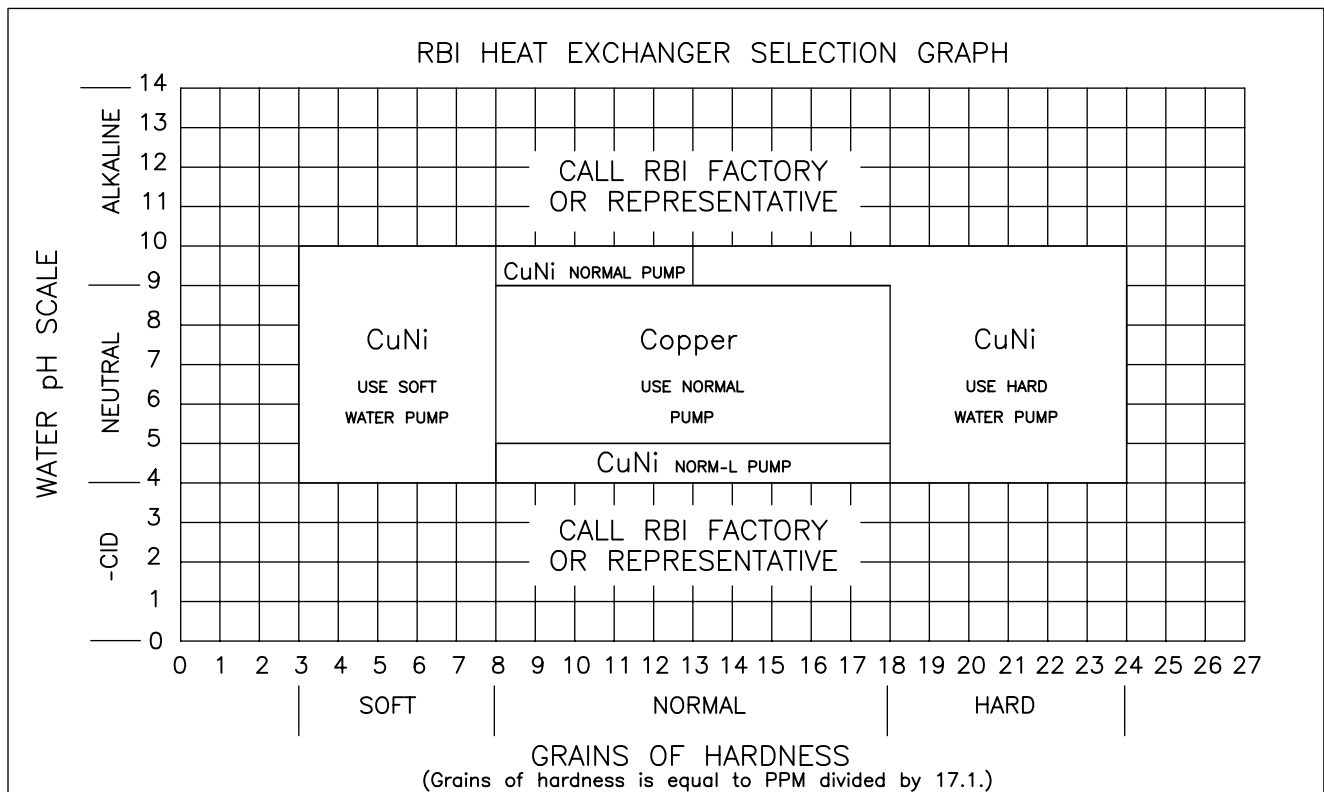 RBI HEAT EXCHANGER SELECTION GRAPH
WATER pH SCALE
ALKALINE
NEUTRAL
-CID
14
13
12
11
10
9
8
7
6
5
4
3
2
1
0
CALL RBI FACTORY
OR REPRESENTATIVE
CuNi NORMAL PUMP
CuNi
USE SOFT
WATER PUMP
Copper
USE NORMAL
PUMP
CuNi
USE HARD
WATER PUMP
CuNi NORM-L PUMP
CALL RBI FACTORY
OR REPRESENTATIVE
0 1 2 3 4 5 6 7 8 9 10 11 12 13 14 15 16 17 18 19 20 21 22 23 24 25 26 27
SOFT NORMAL HARD
GRAINS OF HARDNESS
(Grains of hardness is equal to PPM divided by 17.1.)